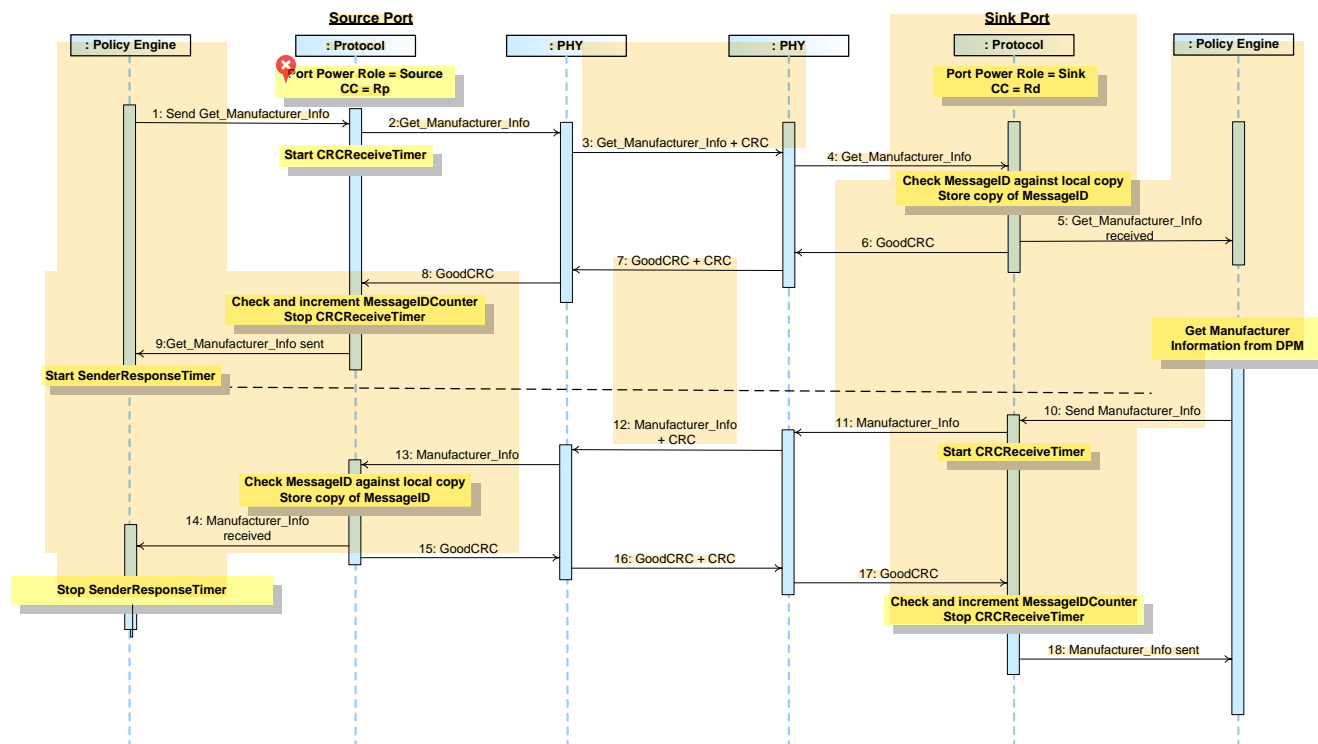 Source Port
Sink Port
: Policy Engine
: Protocol
: PHY
: PHY
: Protocol
: Policy Engine
Port Power Role = Source
CC = Rp
Port Power Role = Sink
CC = Rd
1: Send Get_Manufacturer_Info
2:Get_Manufacturer_Info
Start CRCReceiveTimer
3: Get_Manufacturer_Info + CRC
4: Get_Manufacturer_Info
Check MessageID against local copy
Store copy of MessageID
5: Get_Manufacturer_Info
received
6: GoodCRC
7: GoodCRC + CRC
8: GoodCRC
Check and increment MessageIDCounter
Stop CRCReceiveTimer
9:Get_Manufacturer_Info sent
Start SenderResponseTimer
Get Manufacturer
Information from DPM
10: Send Manufacturer_Info
11: Manufacturer_Info
Start CRCReceiveTimer
12: Manufacturer_Info
+ CRC
13: Manufacturer_Info
Check MessageID against local copy
Store copy of MessageID
14: Manufacturer_Info
received
15: GoodCRC
16: GoodCRC + CRC
17: GoodCRC
Stop SenderResponseTimer
Check and increment MessageIDCounter
Stop CRCReceiveTimer
18: Manufacturer_Info sent